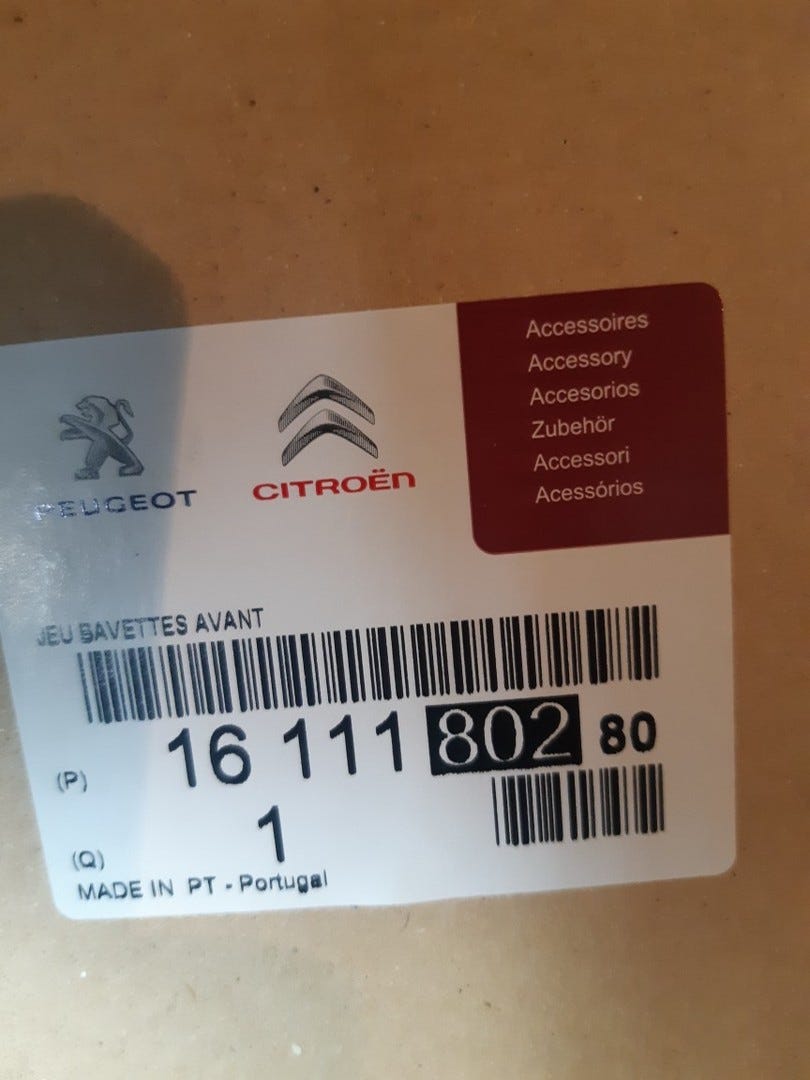 PEUGEOT
CITROËN
Accessoires
Accessory
Accesorios
Zubehör
Accessori
Acessórios
JEU BAVETTES AVANT
(P) 16 111 802 80
(Q) 1
MADE IN PT - Portugal